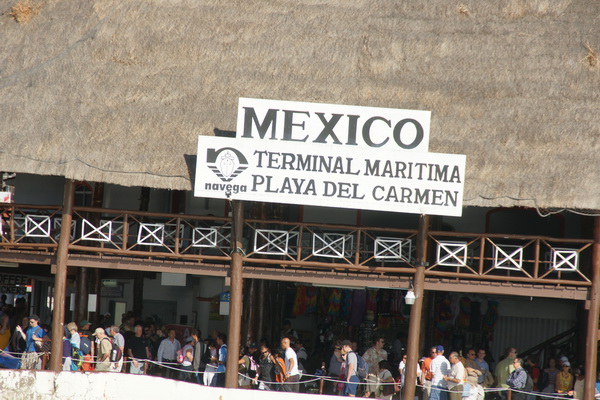 MEXICO
TERMINAL MARITIMA
navega PLAYA DEL CARMEN